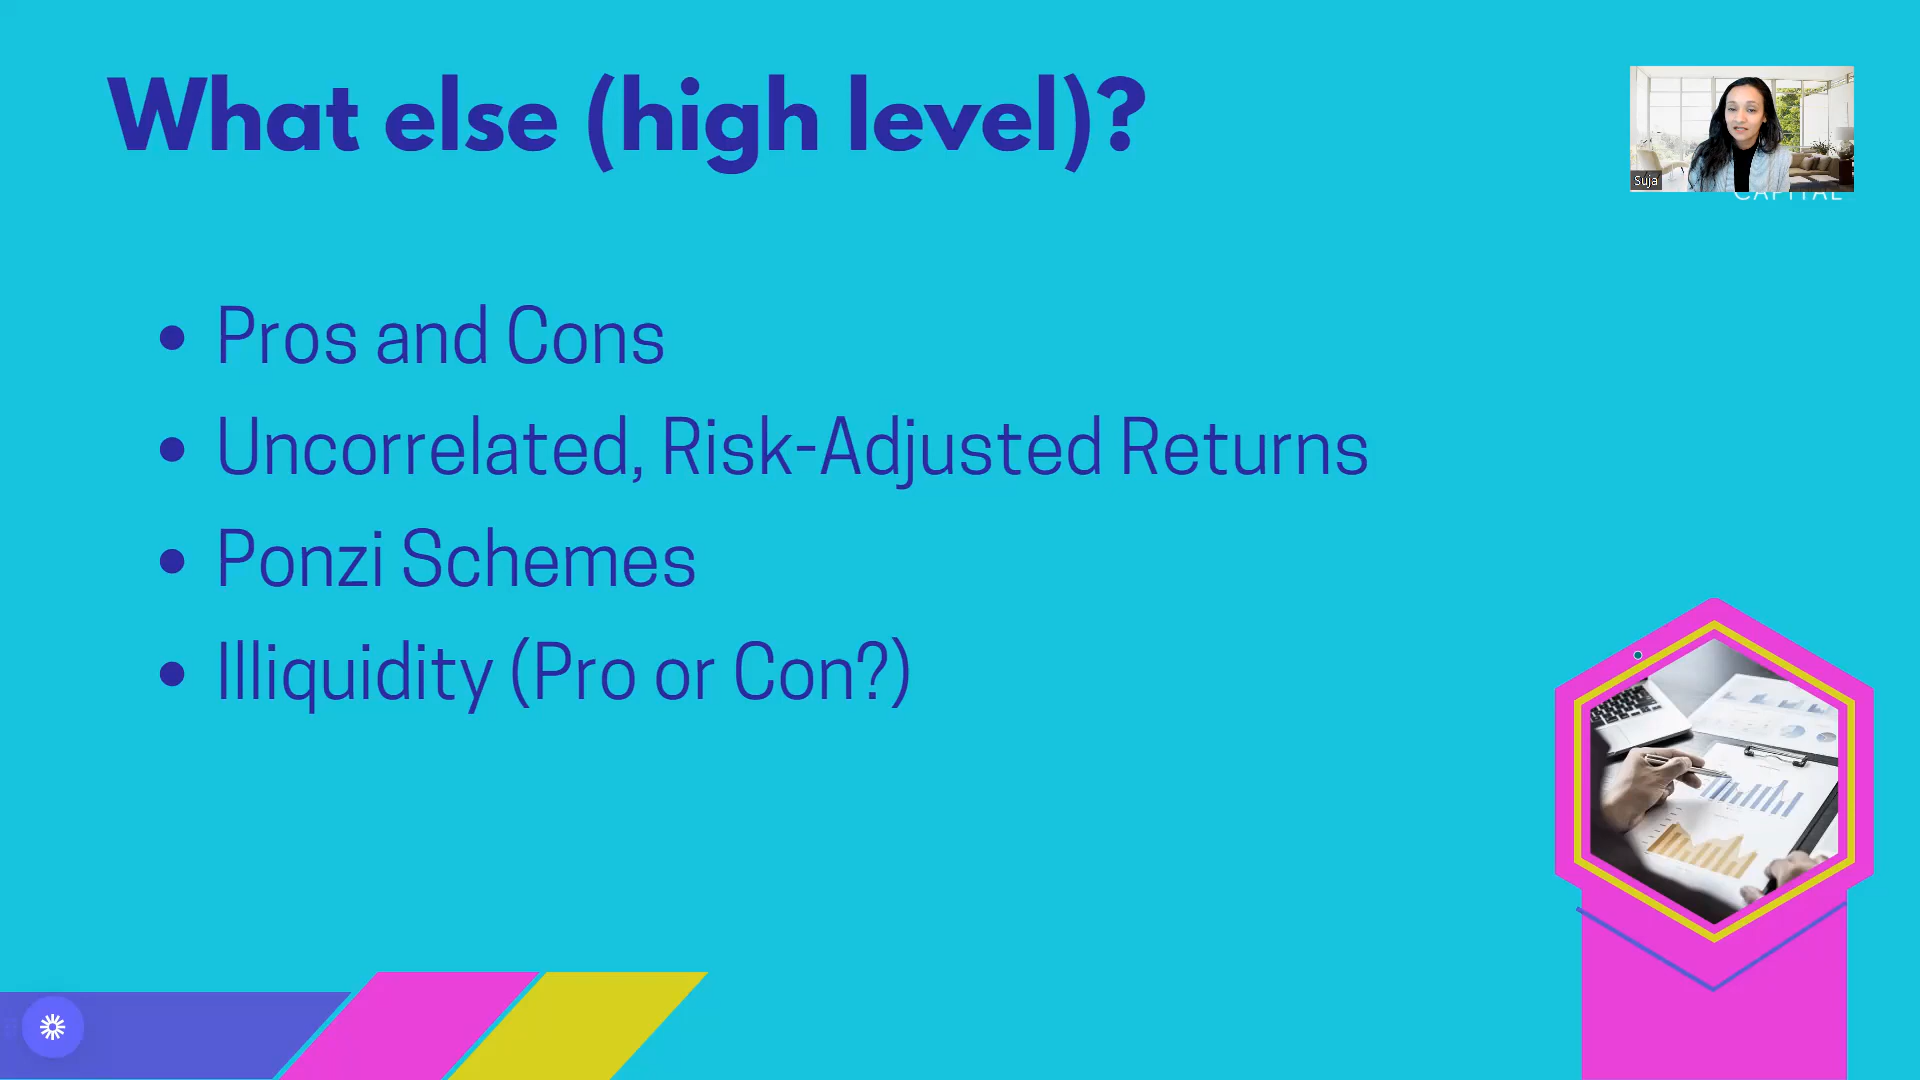 What else (high level)?
Suja
CAPITAL
• Pros and Cons
• Uncorrelated, Risk-Adjusted Returns
• Ponzi Schemes
• Illiquidity (Pro or Con?)